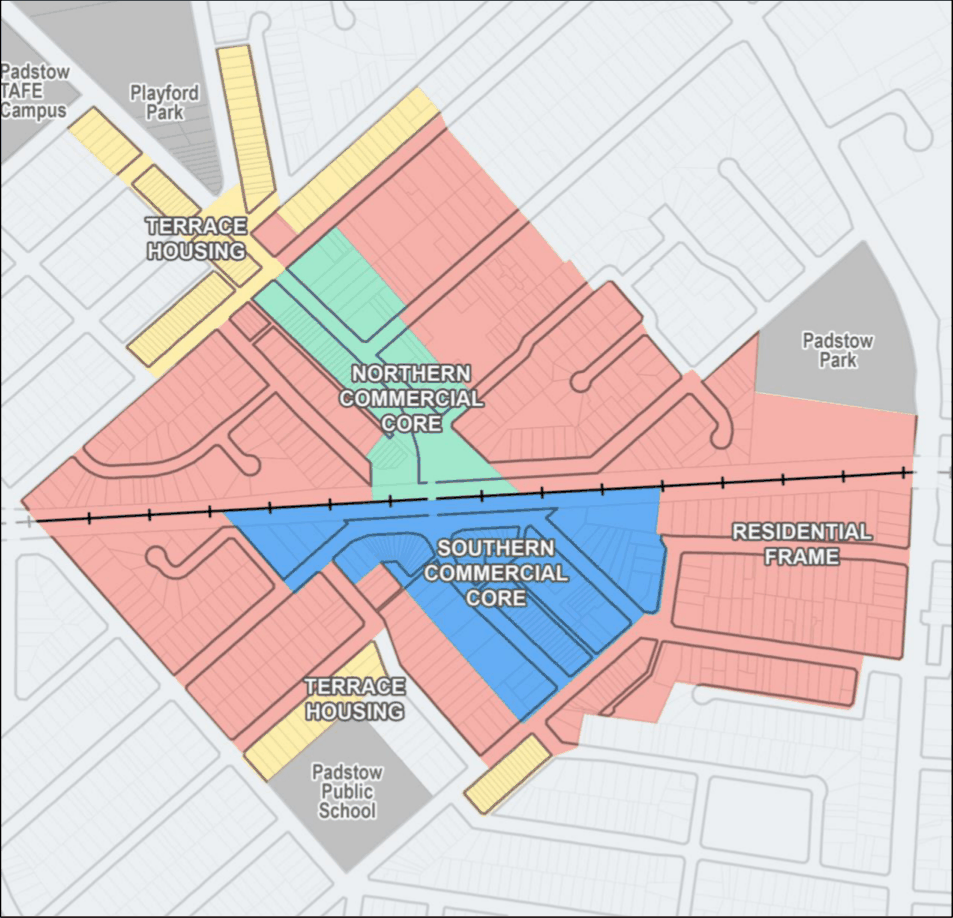 Padstow
TAFE
Campus
Playford
Park
TERRACE
HOUSING
Padstow
Park
NORTHERN
COMMERCIAL
CORE
RESIDENTIAL
FRAME
SOUTHERN
COMMERCIAL
CORE
TERRACE
HOUSING
Padstow
Public
School